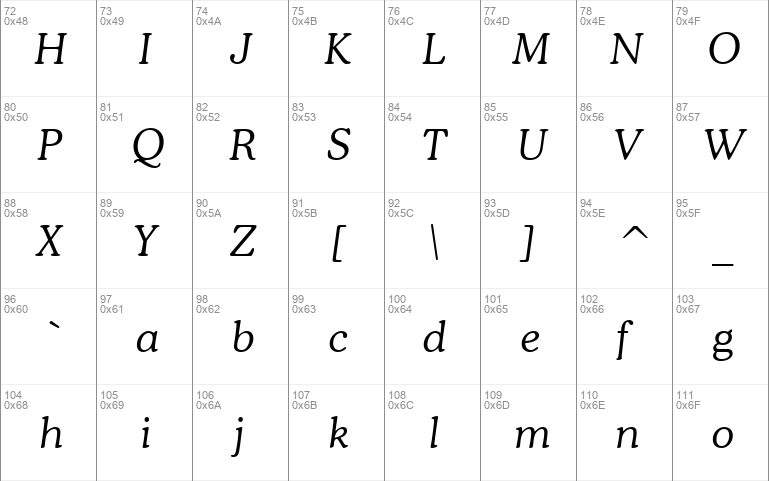 72 73 74 75 76 77 78 79
0x48 0x49 0x4A 0x4B 0x4C 0x4D 0x4E 0x4F
H I J K L M N O
80 81 82 83 84 85 86 87
0x50 0x51 0x52 0x53 0x54 0x55 0x56 0x57
P Q R S T U V W
88 89 90 91 92 93 94 95
0x58 0x59 0x5A 0x5B 0x5C 0x5D 0x5E 0x5F
X Y Z [ \ ] ^ _
96 97 98 99 100 101 102 103
0x60 0x61 0x62 0x63 0x64 0x65 0x66 0x67
` a b c d e f g
104 105 106 107 108 109 110 111
0x68 0x69 0x6A 0x6B 0x6C 0x6D 0x6E 0x6F
h i j k l m n o